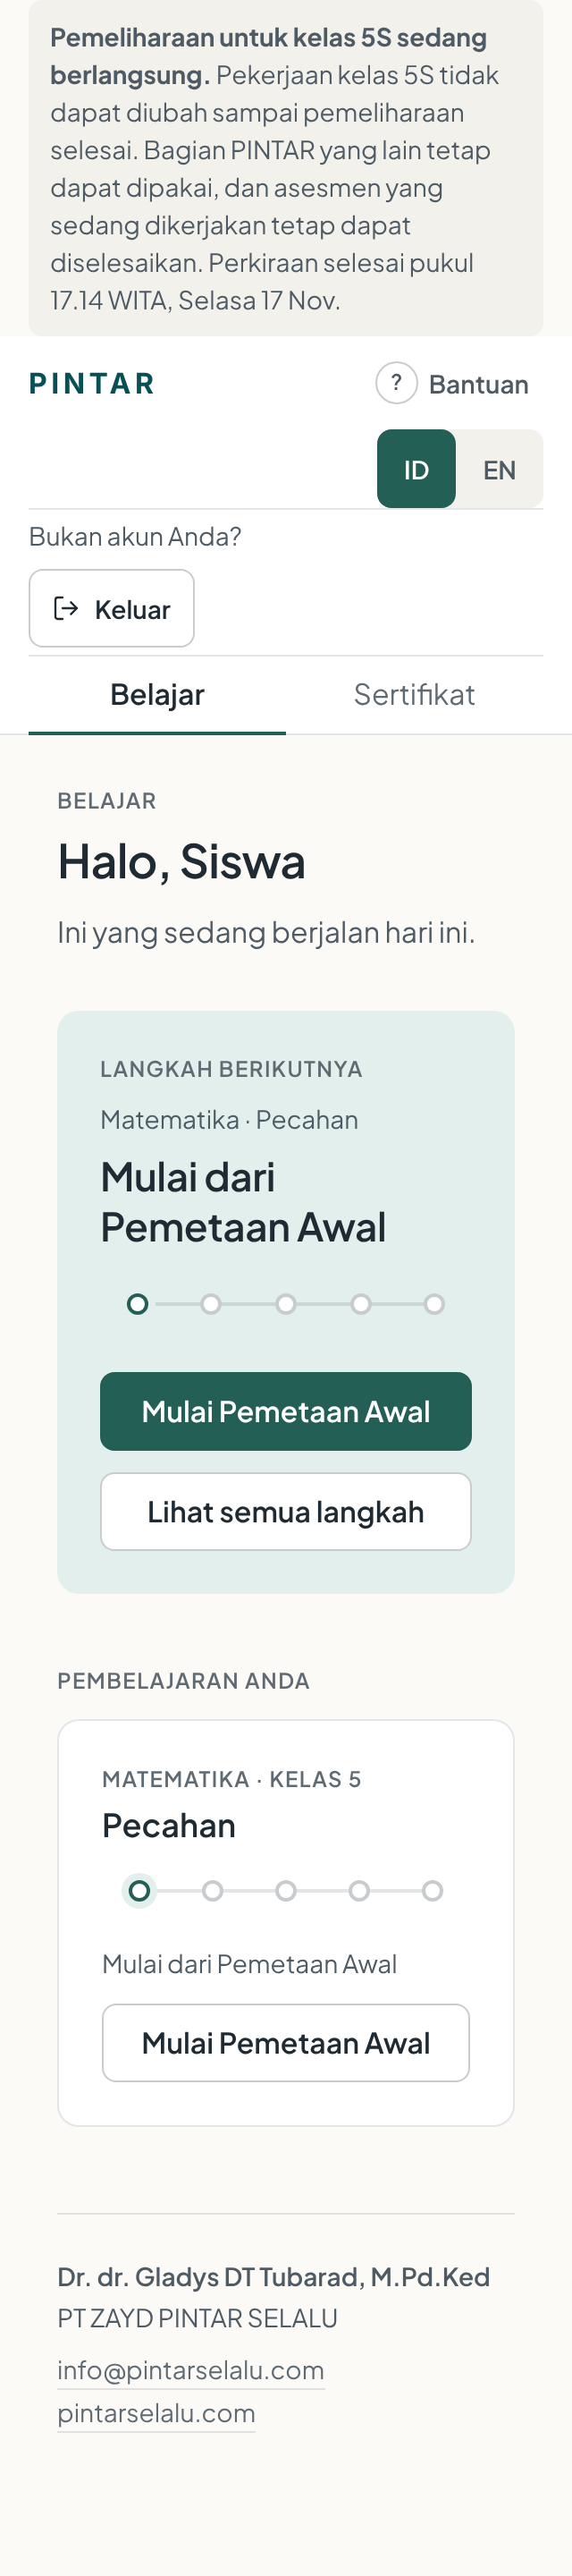 Pemeliharaan untuk kelas 5S sedang
berlangsung. Pekerjaan kelas 5S tidak
dapat diubah sampai pemeliharaan
selesai. Bagian PINTAR yang lain tetap
dapat dipakai, dan asesmen yang
sedang dikerjakan tetap dapat
diselesaikan. Perkiraan selesai pukul
17.14 WITA, Selasa 17 Nov.
PINTAR
? Bantuan
ID EN
Bukan akun Anda?
Keluar
Belajar Sertifikat
BELAJAR
Halo, Siswa
Ini yang sedang berjalan hari ini.
LANGKAH BERIKUTNYA
Matematika · Pecahan
Mulai dari
Pemetaan Awal
Mulai Pemetaan Awal
Lihat semua langkah
PEMBELAJARAN ANDA
MATEMATIKA · KELAS 5
Pecahan
Mulai dari Pemetaan Awal
Mulai Pemetaan Awal
Dr. dr. Gladys DT Tubarad, M.Pd.Ked
PT ZAYD PINTAR SELALU
info@pintarselalu.com
pintarselalu.com